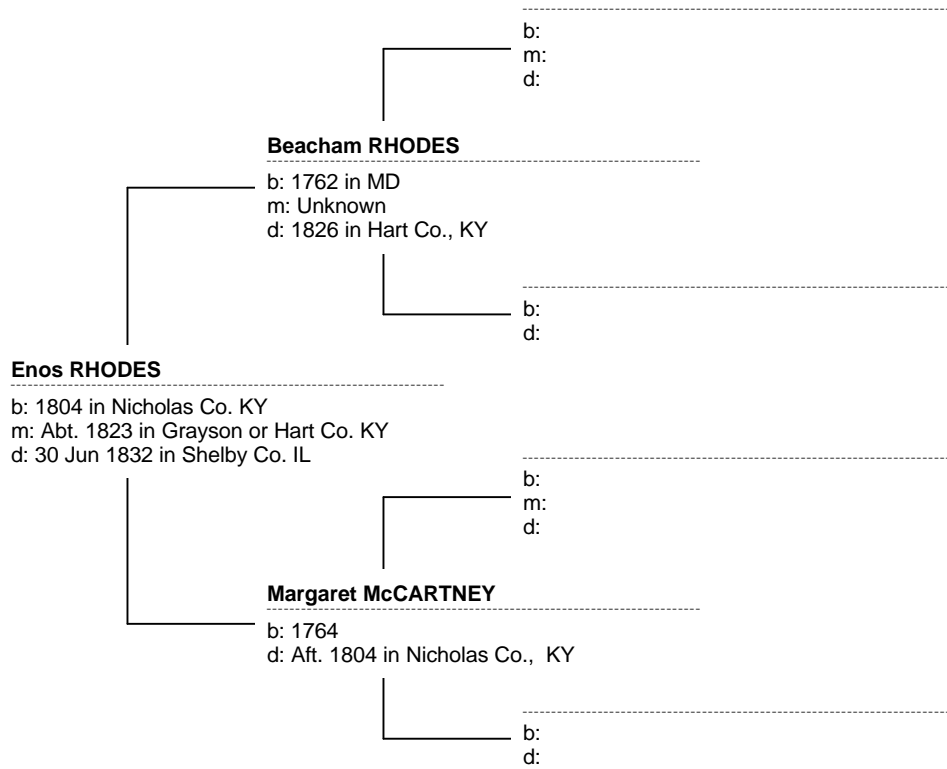 b:
m:
d:
Beacham RHODES
b: 1762 in MD
m: Unknown
d: 1826 in Hart Co., KY
b:
d:
Enos RHODES
b: 1804 in Nicholas Co. KY
m: Abt. 1823 in Grayson or Hart Co. KY
d: 30 Jun 1832 in Shelby Co. IL
b:
m:
d:
Margaret McCARTNEY
b: 1764
d: Aft. 1804 in Nicholas Co.,  KY
b:
d: